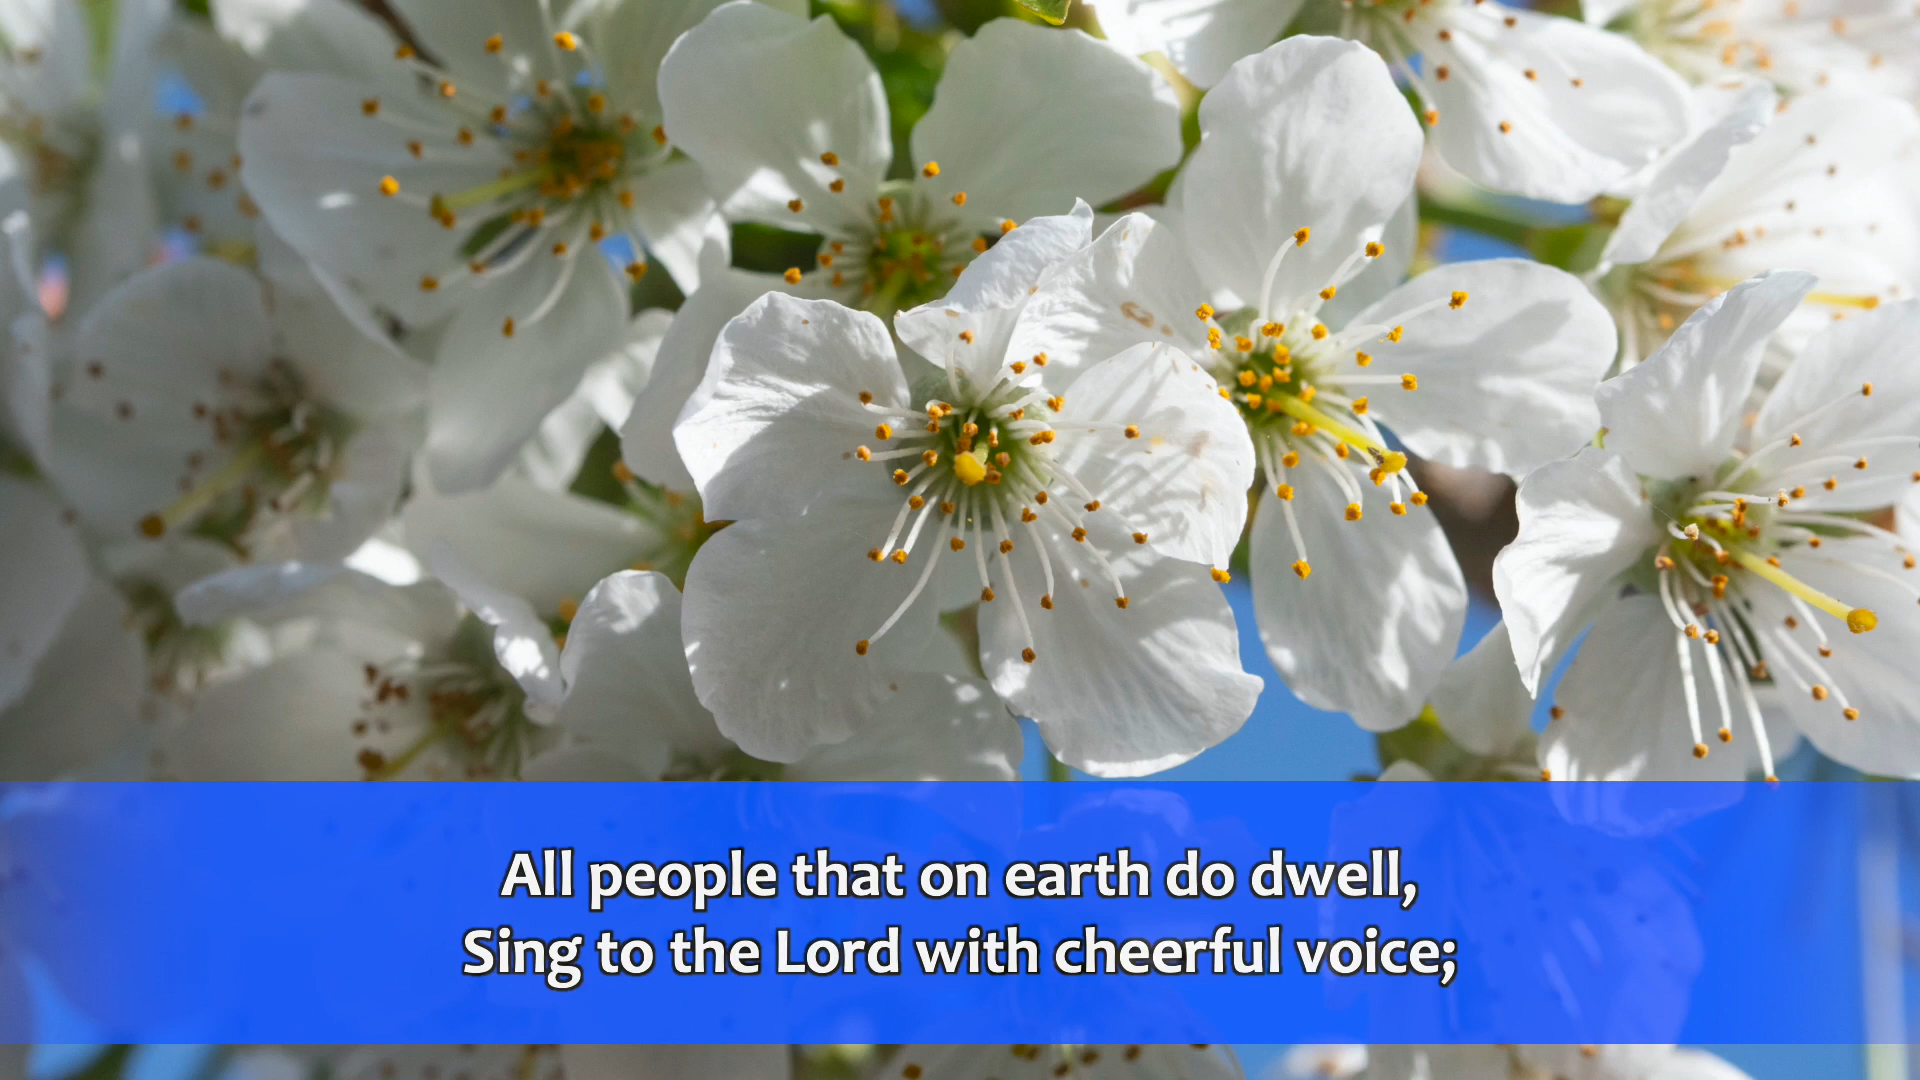 All people that on earth do dwell,
Sing to the Lord with cheerful voice;